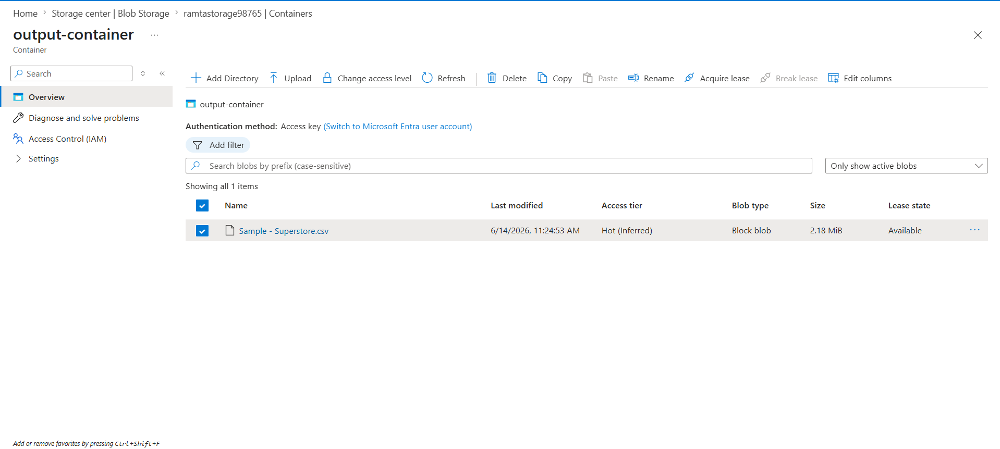 Home > Storage center | Blob Storage > ramtastorage98765 | Containers
output-container ...
Container
Search
Overview
Diagnose and solve problems
Access Control (IAM)
Settings
Add Directory Upload Change access level Refresh Delete Copy Paste Rename Acquire lease Break lease Edit columns
output-container
Authentication method: Access key (Switch to Microsoft Entra user account)
Add filter
Search blobs by prefix (case-sensitive) Only show active blobs
Showing all 1 items
Name Last modified Access tier Blob type Size Lease state
Sample - Superstore.csv 6/14/2026, 11:24:53 AM Hot (Inferred) Block blob 2.18 MiB Available ...
Add or remove favorites by pressing Ctrl+Shift+F